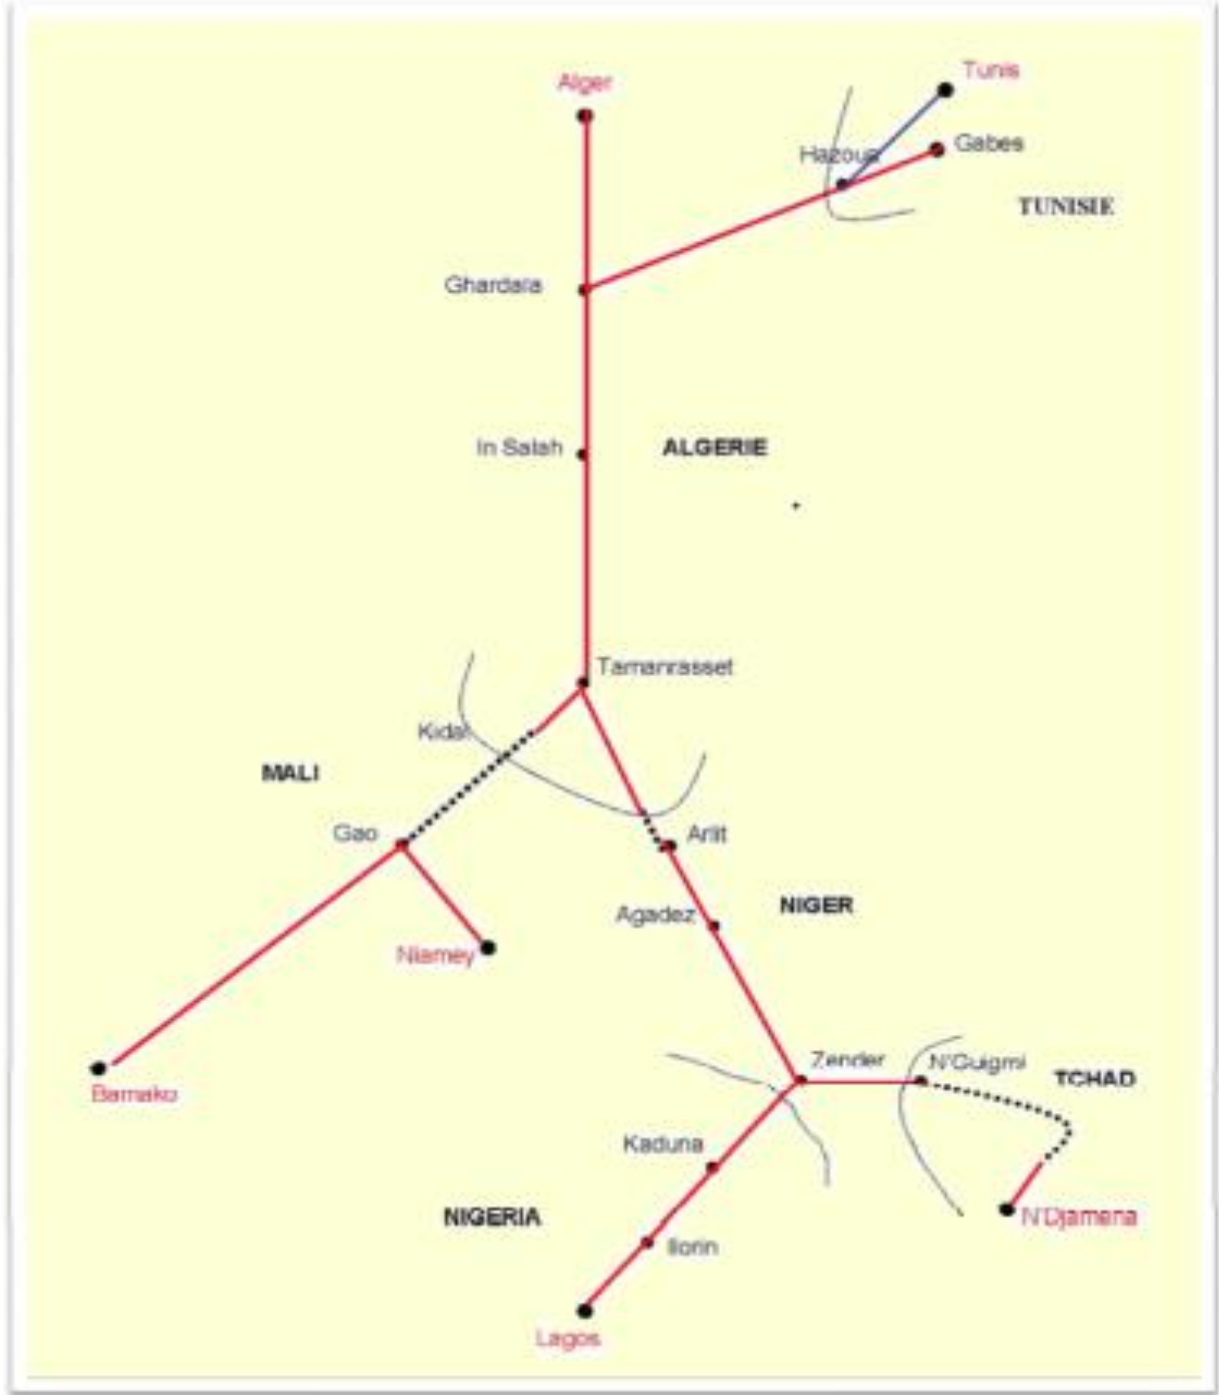 Alger
Tunis
Hazoua
Gabes
TUNISIE
Ghardaia
In Salah
ALGERIE
Tamanrasset
Kidal
MALI
Gao
Arlit
Agadez
NIGER
Niamey
Zender
N'Guigmi
TCHAD
Bamako
Kaduna
NIGERIA
N'Djamena
Ilorin
Lagos